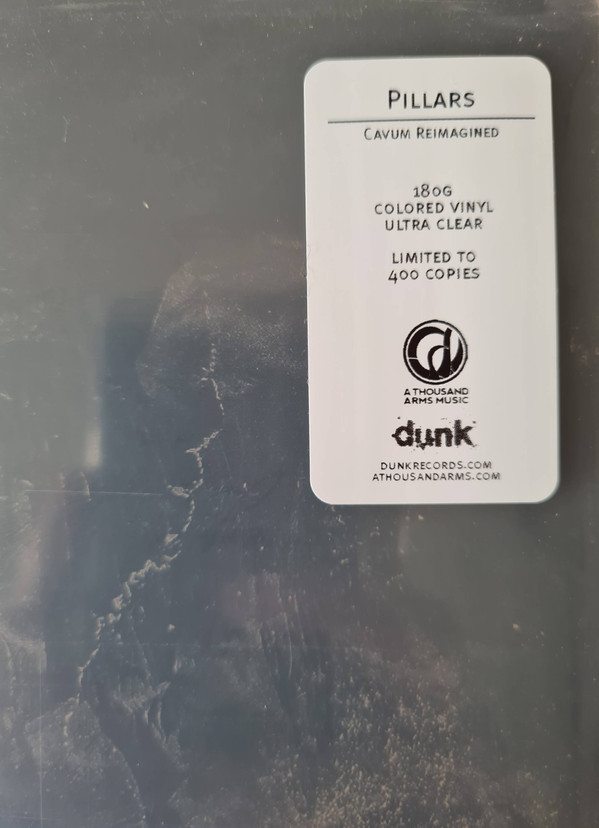 PILLARS
CAVUM REIMAGINED
180G
COLORED VINYL
ULTRA CLEAR
LIMITED TO
400 COPIES
A THOUSAND
ARMS MUSIC
dunk
DUNKRECORDS.COM
ATHOUSANDARMS.COM